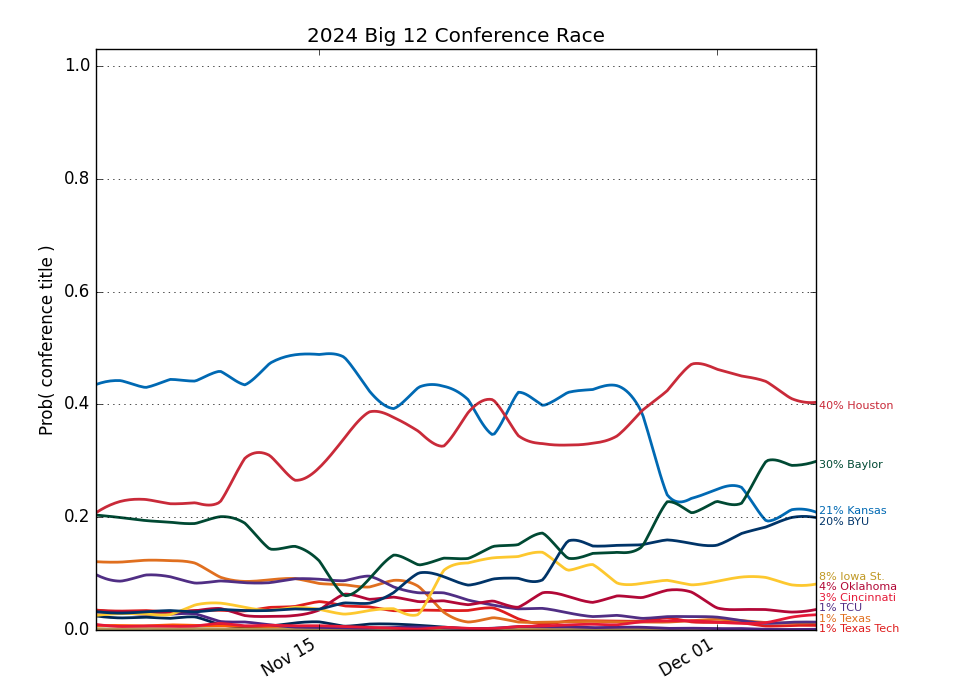 2024 Big 12 Conference Race
Prob( conference title )
1.0
0.8
0.6
0.4
0.2
0.0
Nov 15
Dec 01
40% Houston
30% Baylor
21% Kansas
20% BYU
8% Iowa St.
4% Oklahoma
3% Cincinnati
1% TCU
1% Texas
1% Texas Tech